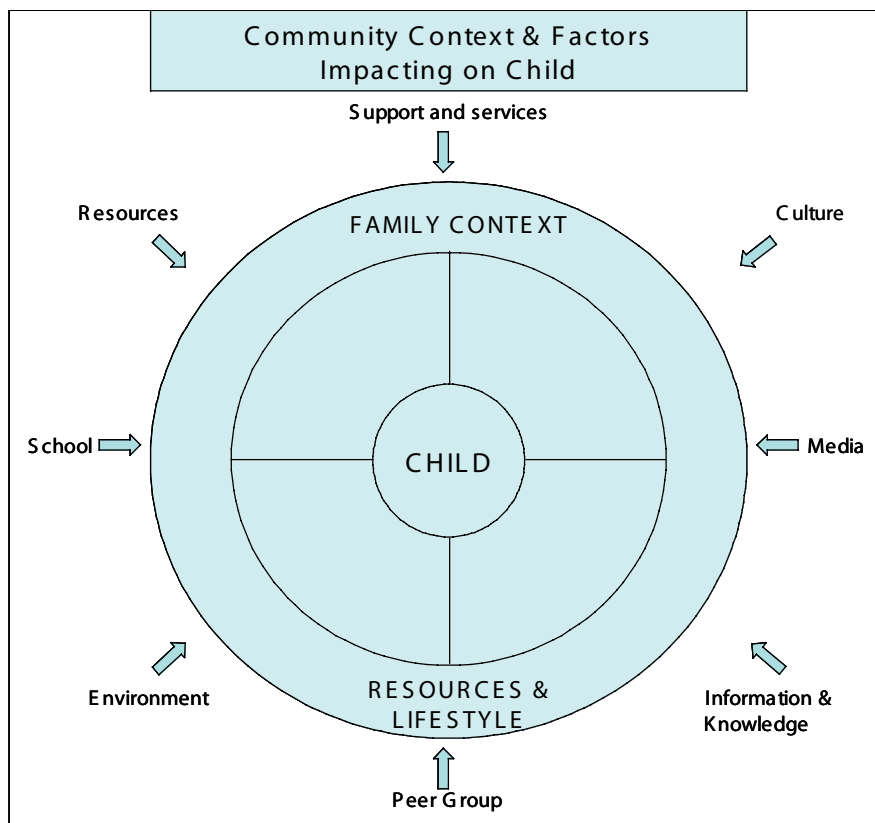 Community Context & Factors
Impacting on Child
Support and services
Resources
Culture
FAMILY CONTEXT
School
CHILD
Media
Environment
RESOURCES &
LIFESTYLE
Information &
Knowledge
Peer Group